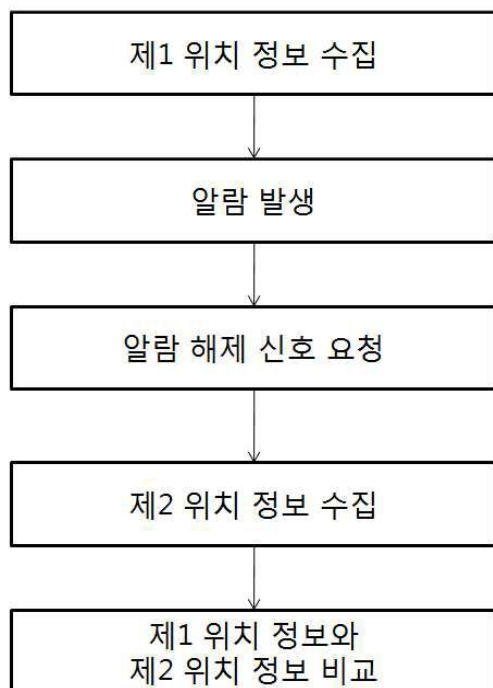 제1 위치 정보 수집
알람 발생
알람 해제 신호 요청
제2 위치 정보 수집
제1 위치 정보와
제2 위치 정보 비교